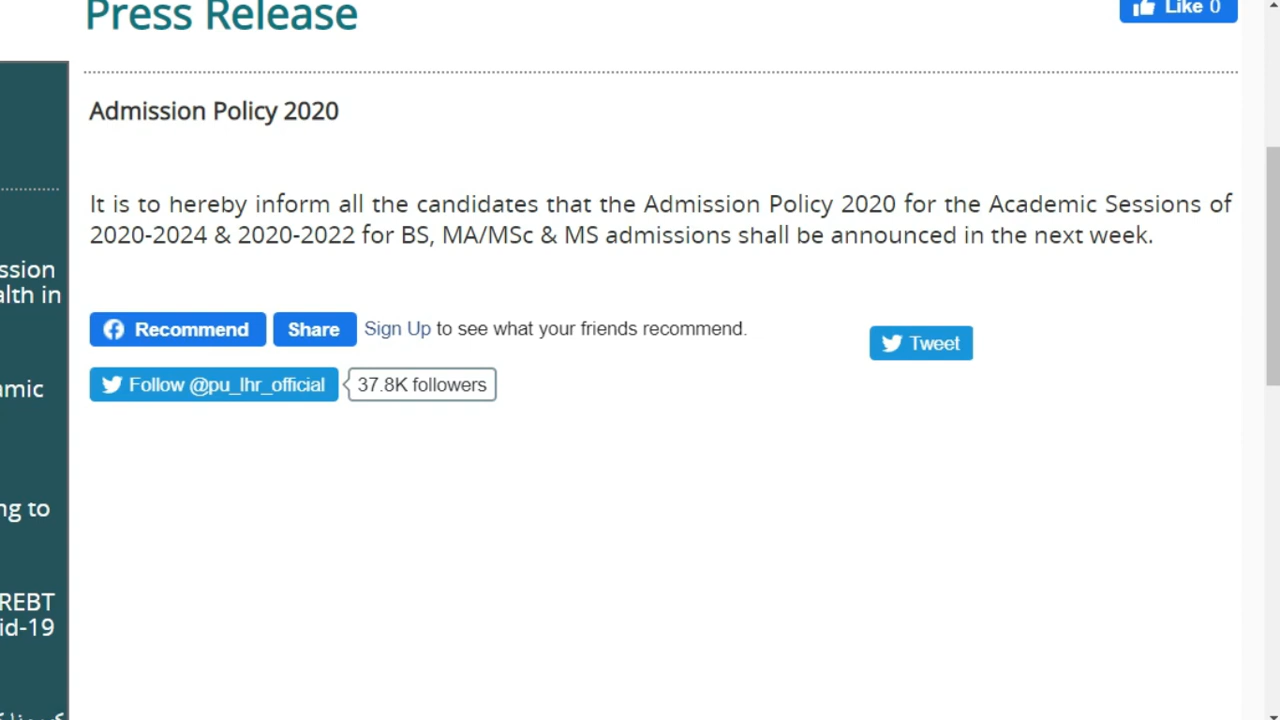 Press Release
Like 0
Admission Policy 2020
It is to hereby inform all the candidates that the Admission Policy 2020 for the Academic Sessions of
2020-2024 & 2020-2022 for BS, MA/MSc & MS admissions shall be announced in the next week.
Recommend
Share
Sign Up to see what your friends recommend.
Tweet
Follow @pu_lhr_official
37.8K followers
ssion
alth in
amic
ng to
REBT
id-19